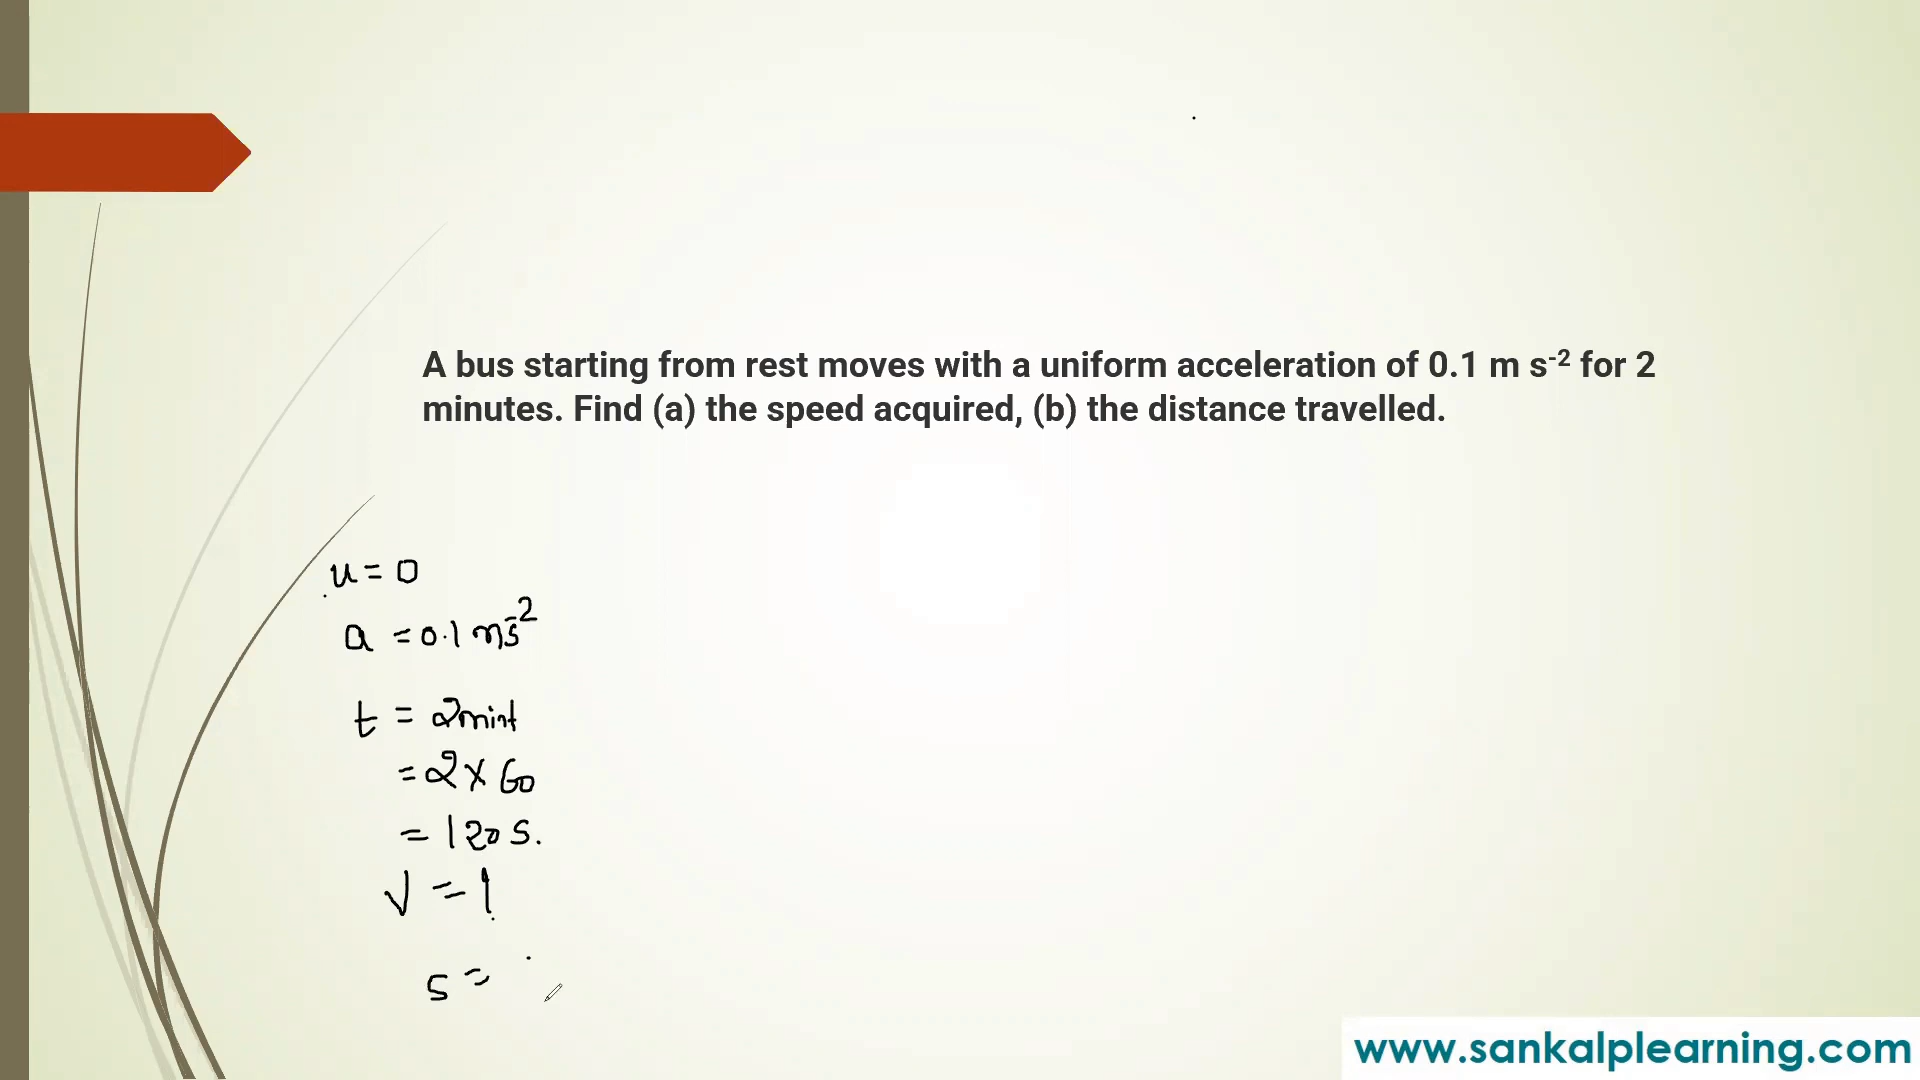 A bus starting from rest moves with a uniform acceleration of 0.1 m s⁻² for 2
minutes. Find (a) the speed acquired, (b) the distance travelled.
u = 0
a = 0.1 ms⁻²
t = 2mint
= 2 x 60
= 120 s.
V = !
s =
www.sankalplearning.com